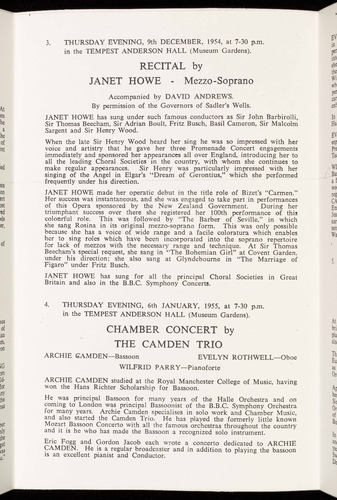 3. THURSDAY EVENING, 9th DECEMBER, 1954, at 7-30 p.m.
in the TEMPEST ANDERSON HALL (Museum Gardens).
RECITAL by
JANET HOWE - Mezzo-Soprano
Accompanied by DAVID ANDREWS.
By permission of the Governors of Sadler's Wells.
JANET HOWE has sung under such famous conductors as Sir John Barbirolli,
Sir Thomas Beecham, Sir Adrian Boult, Fritz Busch, Basil Cameron, Sir Malcolm
Sargent and Sir Henry Wood.
When the late Sir Henry Wood heard her sing he was so impressed with her
voice and artistry that he gave her three Promenade Concert engagements
immediately and sponsored her appearances all over England, introducing her to
all the leading Choral Societies in the country, with whom she continues to
make regular appearances. Sir Henry was particularly impressed with her
singing of the Angel in Elgar's "Dream of Gerontius," which she performed
frequently under his direction.
JANET HOWE made her operatic debut in the title role of Bizet's "Carmen."
Her success was instantaneous, and she was engaged to take part in performances
of this Opera sponsored by the New Zealand Government. During her
triumphant success over there she registered her 100th performance of this
colorful role. This was followed by "The Barber of Seville," in which
she sang Rosina in its original mezzo-soprano form. This was only possible
because she has a voice of wide range and a facile coloratura which enables
her to sing roles which have been incorporated into the soprano repertoire
for lack of mezzos with the necessary range and technique. At Sir Thomas
Beecham's special request, she sang in "The Bohemian Girl" at Covent Garden,
under his direction; she also sang at Glyndebourne in "The Marriage of
Figaro" under Fritz Busch.
JANET HOWE has sung for all the principal Choral Societies in Great
Britain and also in the B.B.C. Symphony Concerts.
4. THURSDAY EVENING, 6th JANUARY, 1955, at 7-30 p.m.
in the TEMPEST ANDERSON HALL (Museum Gardens).
CHAMBER CONCERT by
THE CAMDEN TRIO
ARCHIE CAMDEN—Bassoon EVELYN ROTHWELL—Oboe
WILFRID PARRY—Pianoforte
ARCHIE CAMDEN studied at the Royal Manchester College of Music, having
won the Hans Richter Scholarship for Bassoon.
He was principal Bassoon for many years of the Halle Orchestra and on
coming to London was principal Bassoonist of the B.B.C. Symphony Orchestra
for many years. Archie Camden specialises in solo work and Chamber Music,
and also started the Camden Trio. He has played the formerly little known
Mozart Bassoon Concerto with all the famous orchestras throughout the country
and it is he who has made the Bassoon a recognized solo instrument.
Eric Fogg and Gordon Jacob each wrote a concerto dedicated to ARCHIE
CAMDEN. He is a regular broadcaster and in addition to playing the bassoon
is an excellent pianist and Conductor.